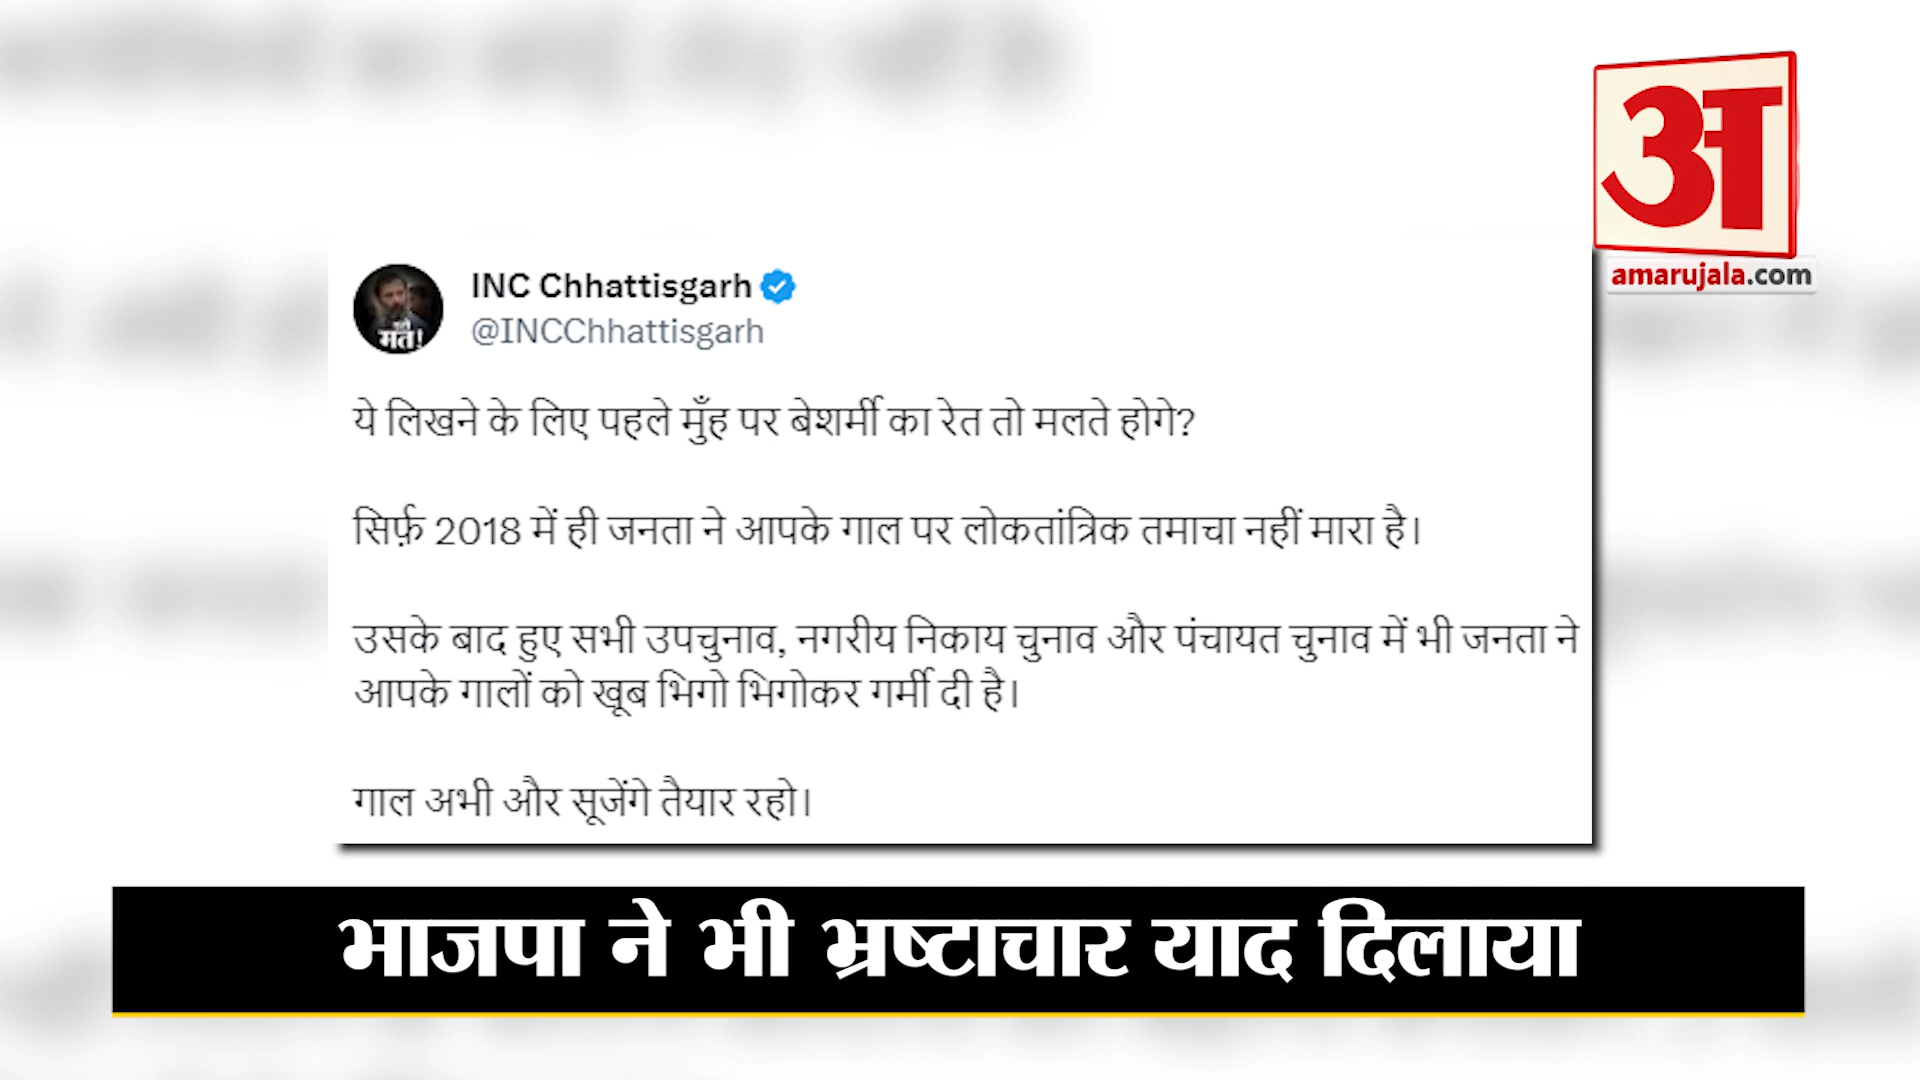 अ
amarujala.com
INC Chhattisgarh
@INCChhattisgarh
मत!
ये लिखने के लिए पहले मुँह पर बेशर्मी का रेत तो मलते होगे?
सिर्फ़ 2018 में ही जनता ने आपके गाल पर लोकतांत्रिक तमाचा नहीं मारा है।
उसके बाद हुए सभी उपचुनाव, नगरीय निकाय चुनाव और पंचायत चुनाव में भी जनता ने
आपके गालों को खूब भिगो भिगोकर गर्मी दी है।
गाल अभी और सूजेंगे तैयार रहो।
भाजपा ने भी भ्रष्टाचार याद दिलाया